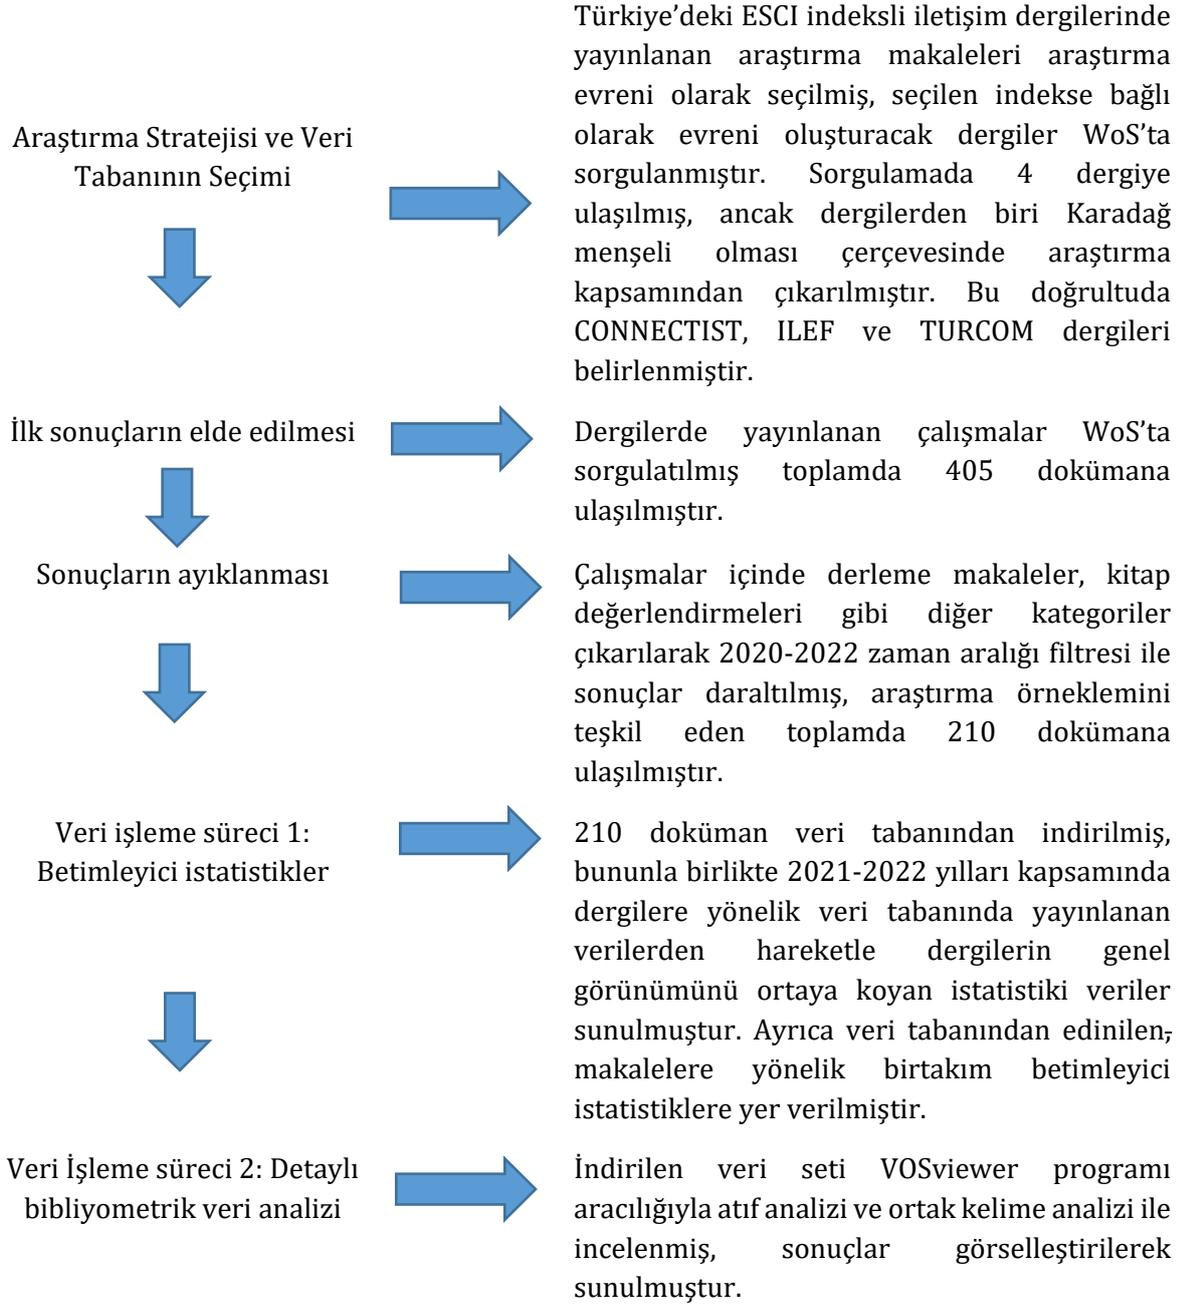 Araştırma Stratejisi ve Veri
Tabanının Seçimi
Türkiye’deki ESCI indeksli iletişim dergilerinde
yayınlanan araştırma makaleleri araştırma
evreni olarak seçilmiş, seçilen indekse bağlı
olarak evreni oluşturacak dergiler WoS’ta
sorgulanmıştır. Sorgulamada 4 dergiye
ulaşılmış, ancak dergilerden biri Karadağ
menşeli olması çerçevesinde araştırma
kapsamından çıkarılmıştır. Bu doğrultuda
CONNECTIST, ILEF ve TURCOM dergileri
belirlenmiştir.
İlk sonuçların elde edilmesi
Dergilerde yayınlanan çalışmalar WoS’ta
sorgulatılmış toplamda 405 dokümana
ulaşılmıştır.
Sonuçların ayıklanması
Çalışmalar içinde derleme makaleler, kitap
değerlendirmeleri gibi diğer kategoriler
çıkarılarak 2020-2022 zaman aralığı filtresi ile
sonuçlar daraltılmış, araştırma örneklemini
teşkil eden toplamda 210 dokümana
ulaşılmıştır.
Veri işleme süreci 1:
Betimleyici istatistikler
210 doküman veri tabanından indirilmiş,
bununla birlikte 2021-2022 yılları kapsamında
dergilere yönelik veri tabanında yayınlanan
verilerden hareketle dergilerin genel
görünümünü ortaya koyan istatistiki veriler
sunulmuştur. Ayrıca veri tabanından edinilen,
makalelere yönelik birtakım betimleyici
istatistiklere yer verilmiştir.
Veri İşleme süreci 2: Detaylı
bibliyometrik veri analizi
İndirilen veri seti VOSviewer programı
aracılığıyla atıf analizi ve ortak kelime analizi ile
incelenmiş, sonuçlar görselleştirilerek
sunulmuştur.